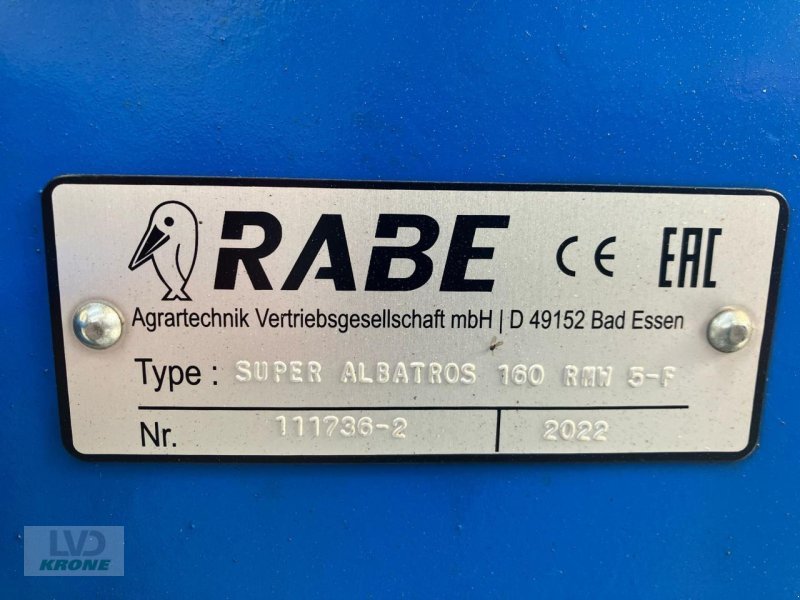 RABE CE EAC
Agrartechnik Vertriebsgesellschaft mbH | D 49152 Bad Essen
Type : SUPER ALBATROS 160 RMW 5-F
Nr. 111736-2 2022
LVD
KRONE